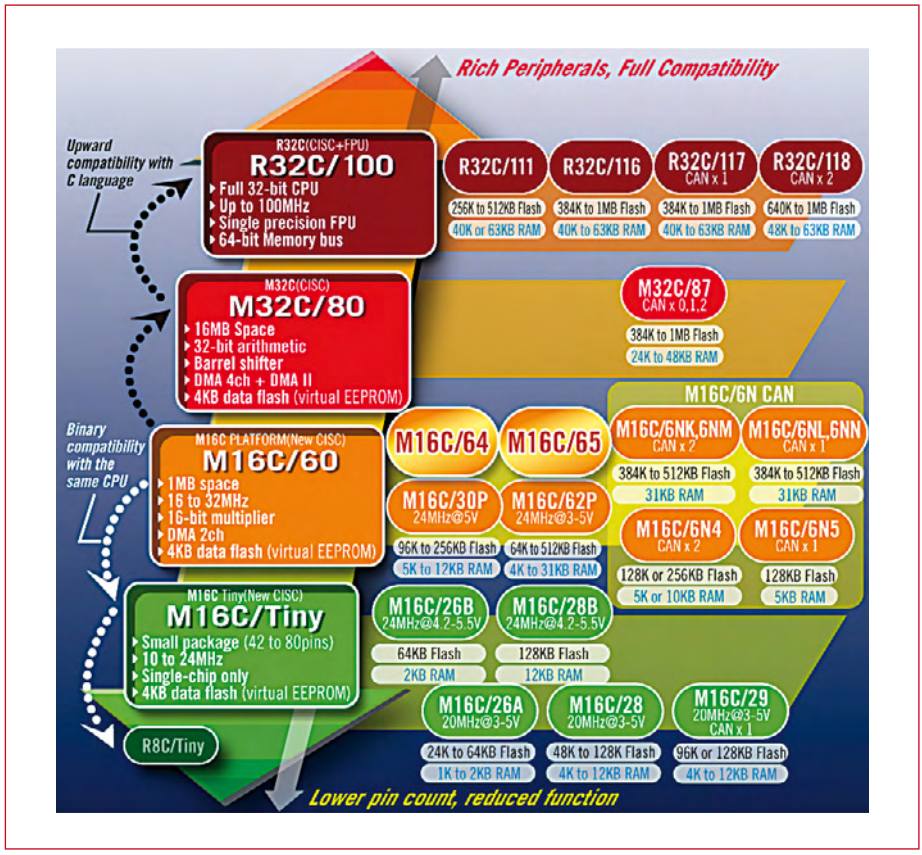 Rich Peripherals, Full Compatibility
Upward
compatibility with
C language
R32C(CISC+FPU)
R32C/100
Full 32-bit CPU
Up to 100MHz
Single precision FPU
64-bit Memory bus
R32C/111
256K to 512KB Flash
40K or 63KB RAM
R32C/116
384K to 1MB Flash
40K to 63KB RAM
R32C/117
CAN x 1
384K to 1MB Flash
40K to 63KB RAM
R32C/118
CAN x 2
640K to 1MB Flash
48K to 63KB RAM
M32C(CISC)
M32C/80
16MB Space
32-bit arithmetic
Barrel shifter
DMA 4ch + DMA II
4KB data flash (virtual EEPROM)
M32C/87
CAN x 0,1,2
384K to 1MB Flash
24K to 48KB RAM
Binary
compatibility
with the
same CPU
M16C PLATFORM(New CISC)
M16C/60
1MB space
16 to 32MHz
16-bit multiplier
DMA 2ch
4KB data flash (virtual EEPROM)
M16C/64
M16C/65
M16C/30P
24MHz@5V
96K to 256KB Flash
5K to 12KB RAM
M16C/62P
24MHz@3-5V
64K to 512KB Flash
4K to 31KB RAM
M16C/6N CAN
M16C/6NK,6NM
CAN x 2
384K to 512KB Flash
31KB RAM
M16C/6NL,6NN
CAN x 1
384K to 512KB Flash
31KB RAM
M16C/6N4
CAN x 2
128K or 256KB Flash
5K or 10KB RAM
M16C/6N5
CAN x 1
128KB Flash
5KB RAM
M16C Tiny(New CISC)
M16C/Tiny
Small package (42 to 80pins)
10 to 24MHz
Single-chip only
4KB data flash (virtual EEPROM)
M16C/26B
24MHz@4.2-5.5V
64KB Flash
2KB RAM
M16C/28B
24MHz@4.2-5.5V
128KB Flash
12KB RAM
M16C/26A
20MHz@3-5V
24K to 64KB Flash
1K to 2KB RAM
M16C/28
20MHz@3-5V
48K to 128K Flash
4K to 12KB RAM
M16C/29
20MHz@3-5V
CAN x 1
96K or 128KB Flash
4K to 12KB RAM
R8C/Tiny
Lower pin count, reduced function